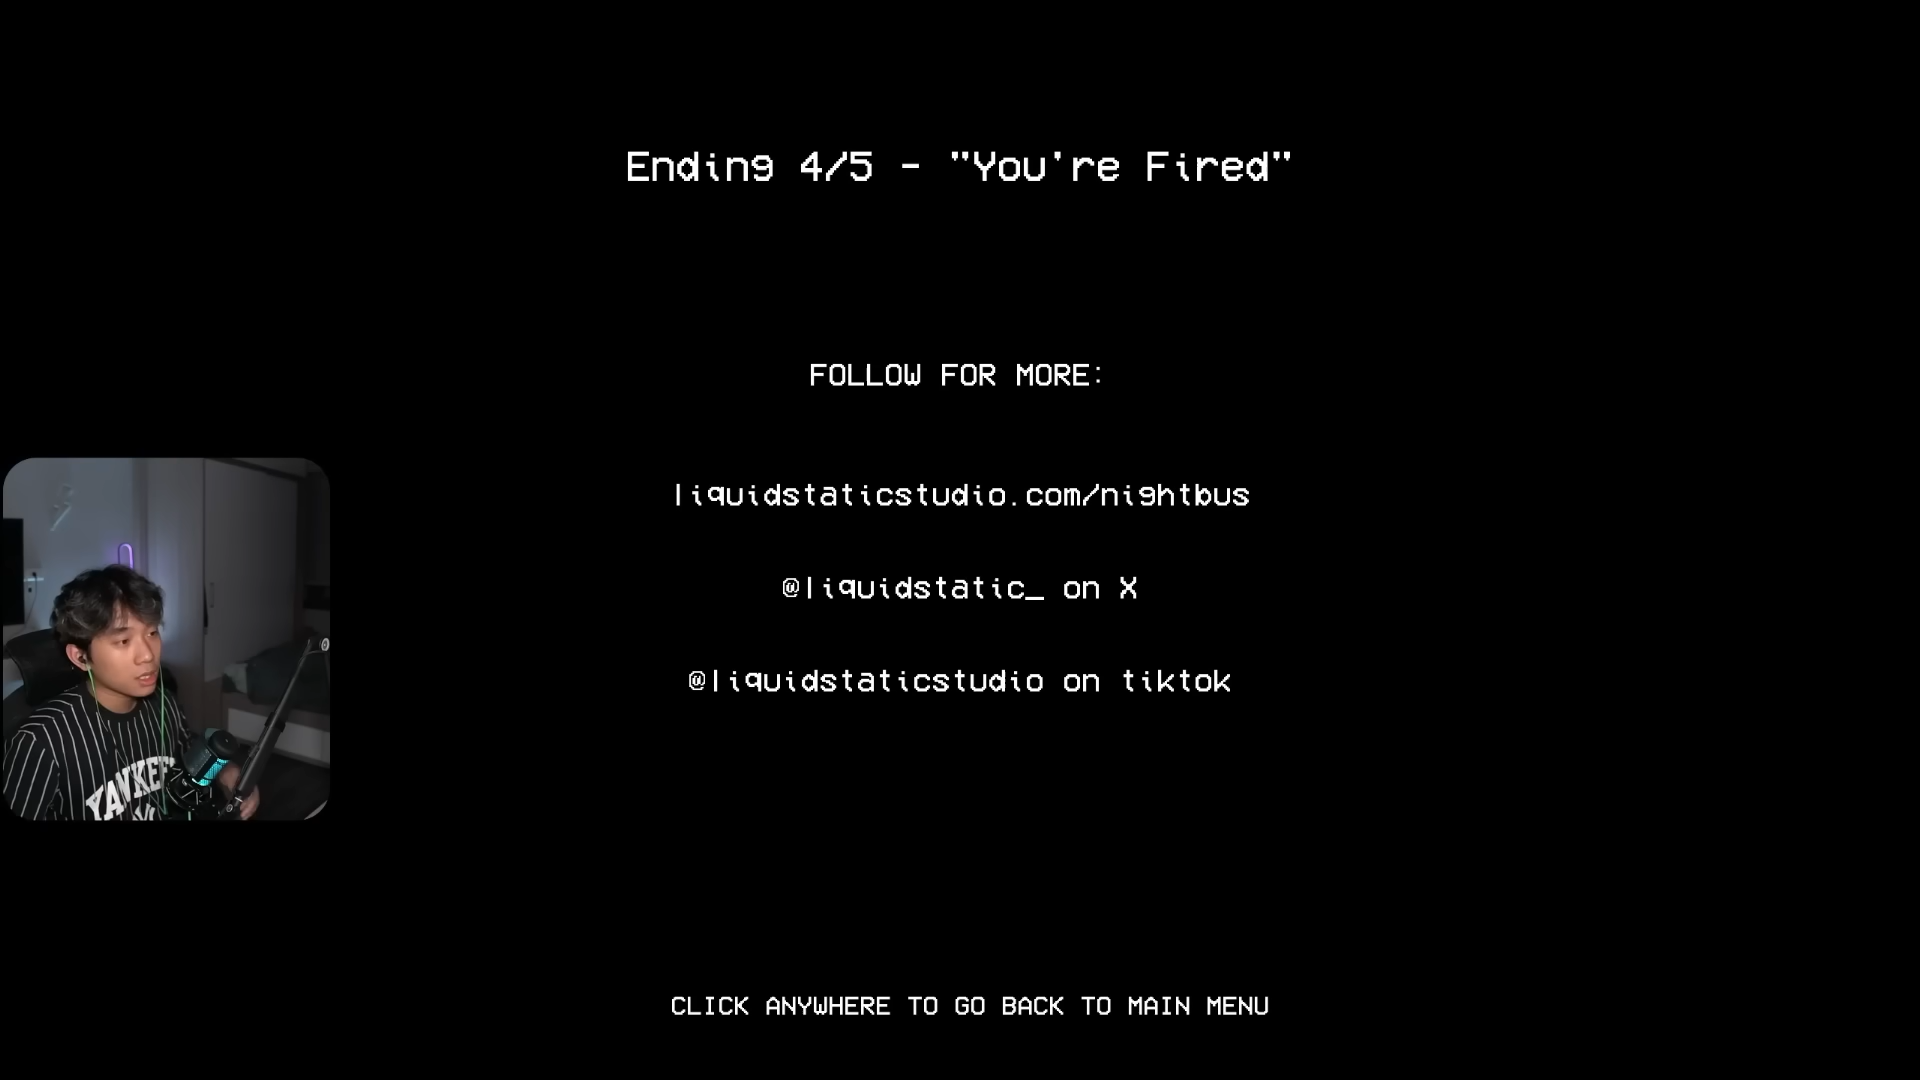 Ending 4/5 - "You're Fired"
FOLLOW FOR MORE:
liquidstaticstudio.com/nightbus
@liquidstatic_ on X
@liquidstaticstudio on tiktok
YANKEE
CLICK ANYWHERE TO GO BACK TO MAIN MENU